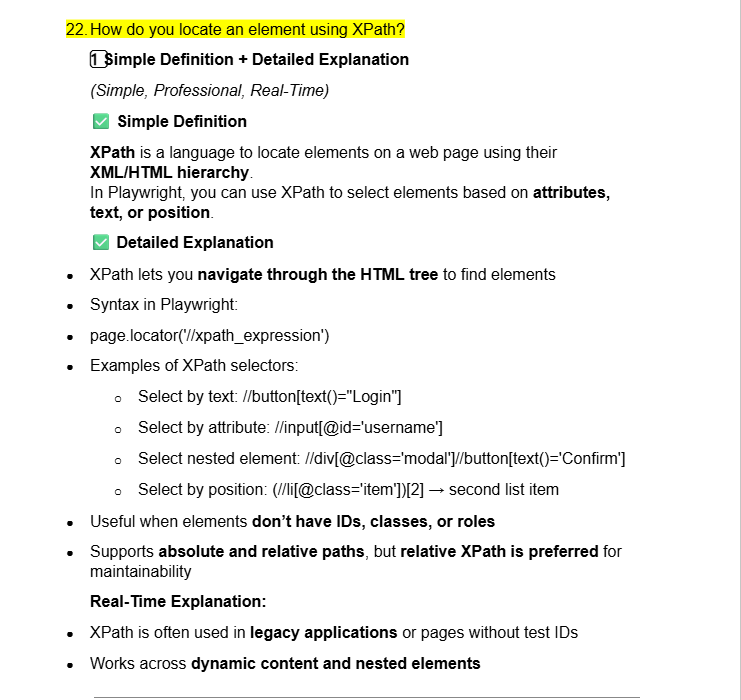 22. How do you locate an element using XPath?
1 Simple Definition + Detailed Explanation
(Simple, Professional, Real-Time)
✅ Simple Definition
XPath is a language to locate elements on a web page using their
XML/HTML hierarchy.
In Playwright, you can use XPath to select elements based on attributes,
text, or position.
✅ Detailed Explanation
• XPath lets you navigate through the HTML tree to find elements
• Syntax in Playwright:
• page.locator('//xpath_expression')
• Examples of XPath selectors:
o Select by text: //button[text()="Login"]
o Select by attribute: //input[@id='username']
o Select nested element: //div[@class='modal']//button[text()='Confirm']
o Select by position: (//li[@class='item'])[2] → second list item
• Useful when elements don’t have IDs, classes, or roles
• Supports absolute and relative paths, but relative XPath is preferred for
maintainability
Real-Time Explanation:
• XPath is often used in legacy applications or pages without test IDs
• Works across dynamic content and nested elements